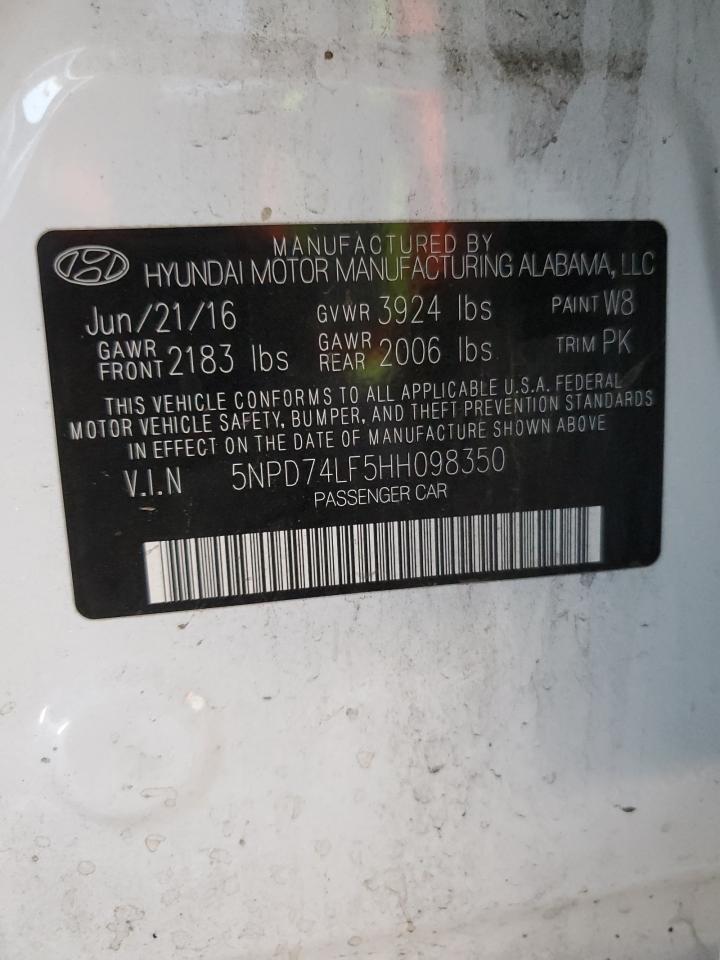 MANUFACTURED BY
HYUNDAI MOTOR MANUFACTURING ALABAMA, LLC
Jun/21/16 GVWR 3924 lbs PAINT W8
GAWR FRONT 2183 lbs GAWR REAR 2006 lbs TRIM PK
THIS VEHICLE CONFORMS TO ALL APPLICABLE U.S.A. FEDERAL
MOTOR VEHICLE SAFETY, BUMPER, AND THEFT PREVENTION STANDARDS
IN EFFECT ON THE DATE OF MANUFACTURE SHOWN ABOVE
V.I.N 5NPD74LF5HH098350
PASSENGER CAR